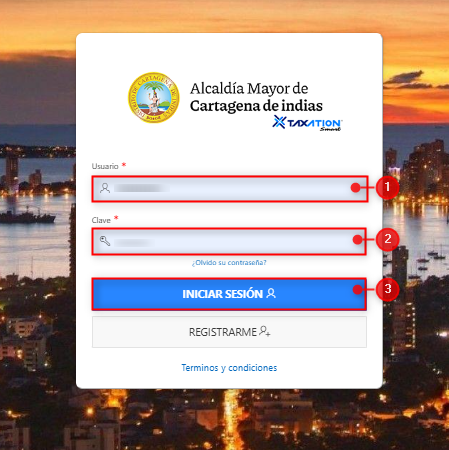 Alcaldía Mayor de
Cartagena de indias
TAXATION
Smart
Usuario *
1
Clave *
2
¿Olvido su contraseña?
INICIAR SESIÓN
3
REGISTRARME
Terminos y condiciones